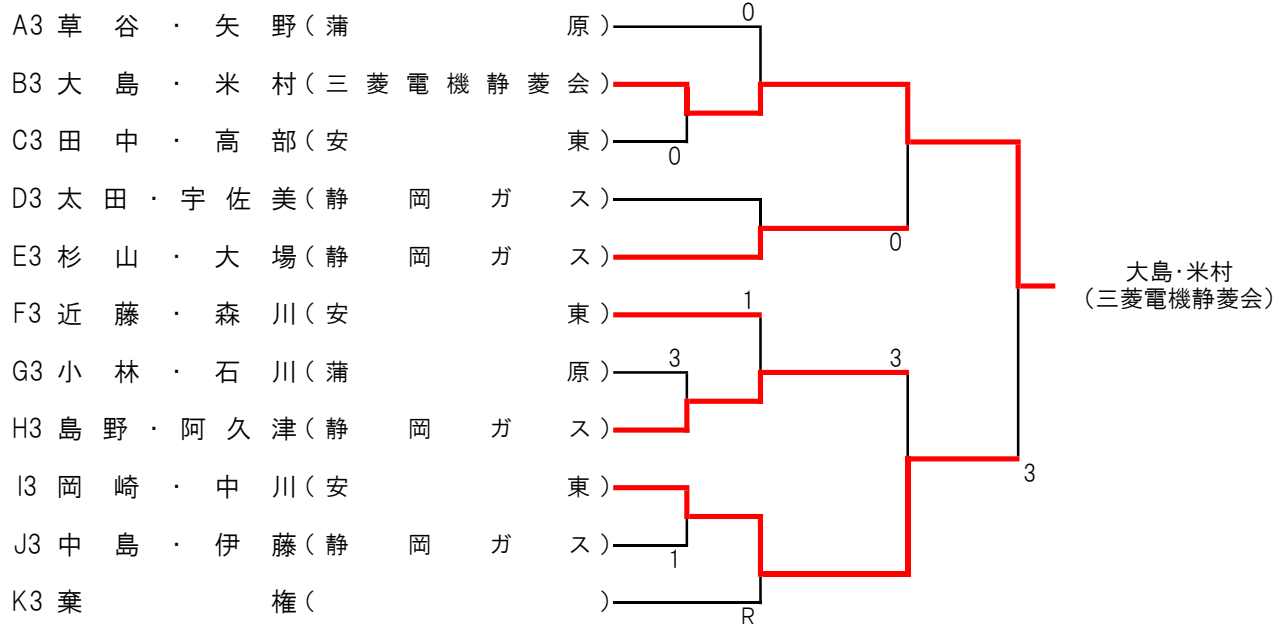 0
A3 草谷・矢野(蒲原)
B3 大島・米村(三菱電機静菱会)
C3 田中・高部(安東)
0
D3 太田・宇佐美(静岡ガス)
0
E3 杉山・大場(静岡ガス)
大島・米村
(三菱電機静菱会)
1
F3 近藤・森川(安東)
3
3
G3 小林・石川(蒲原)
H3 島野・阿久津(静岡ガス)
3
I3 岡崎・中川(安東)
J3 中島・伊藤(静岡ガス)
1
K3 棄権( )
R